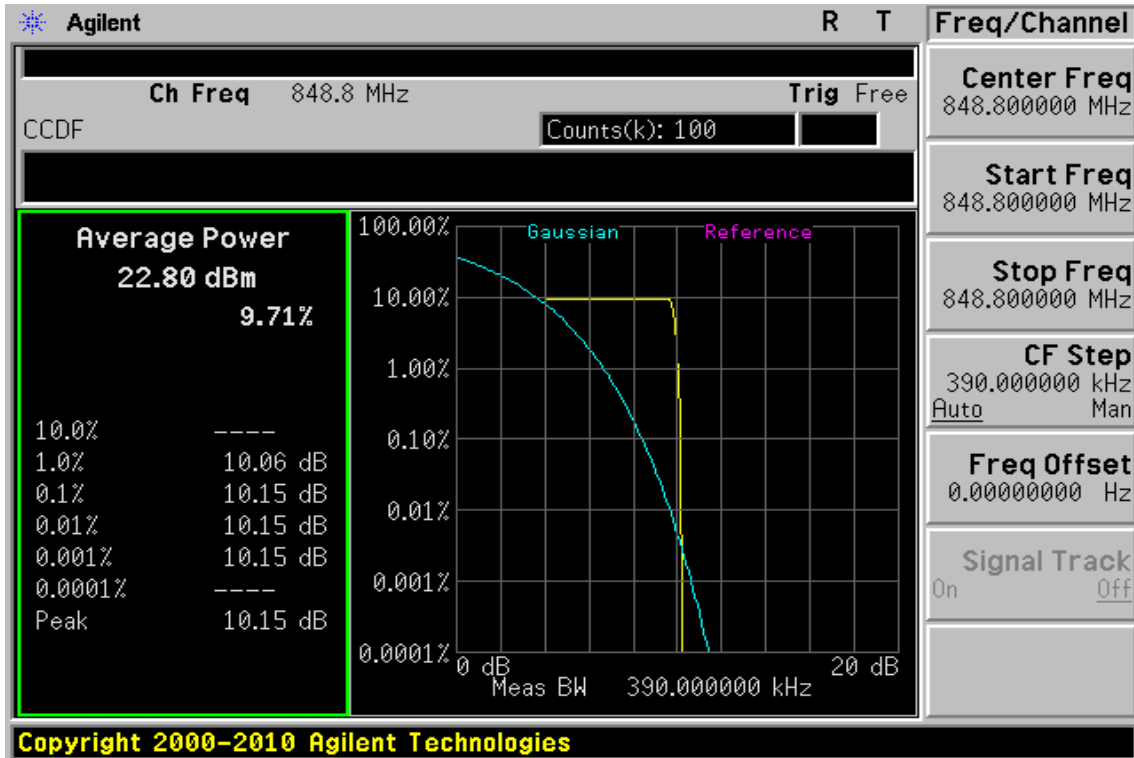 Agilent R T
Ch Freq 848.8 MHz Trig Free
CCDF Counts(k): 100
Average Power
22.80 dBm
9.71%
10.0% ----
1.0% 10.06 dB
0.1% 10.15 dB
0.01% 10.15 dB
0.001% 10.15 dB
0.0001% ----
Peak 10.15 dB
Gaussian Reference
100.00%
10.00%
1.00%
0.10%
0.01%
0.001%
0.0001%
0 dB 20 dB
Meas BW 390.000000 kHz
Freq/Channel
Center Freq
848.800000 MHz
Start Freq
848.800000 MHz
Stop Freq
848.800000 MHz
CF Step
390.000000 kHz
Auto Man
Freq Offset
0.00000000 Hz
Signal Track
On Off
Copyright 2000-2010 Agilent Technologies